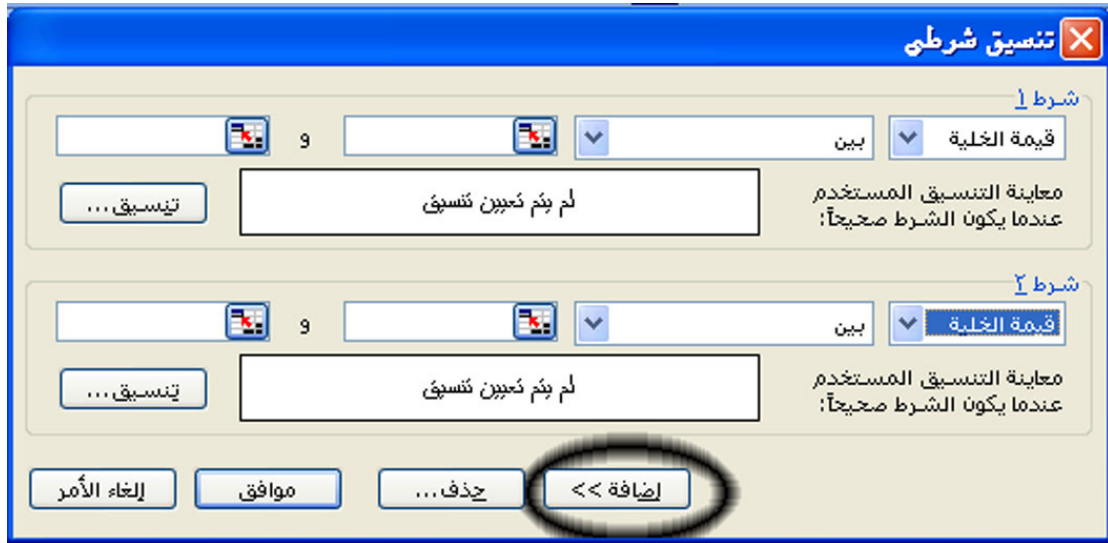 تنسيق شرطي
شرط ١
قيمة الخلية بين و
معاينة التنسيق المستخدم
عندما يكون الشرط صحيحاً:
لم يتم تعيين تنسيق
تنسيق...
شرط ٢
قيمة الخلية بين و
معاينة التنسيق المستخدم
عندما يكون الشرط صحيحاً:
لم يتم تعيين تنسيق
تنسيق...
إضافة >> حذف... موافق إلغاء الأمر